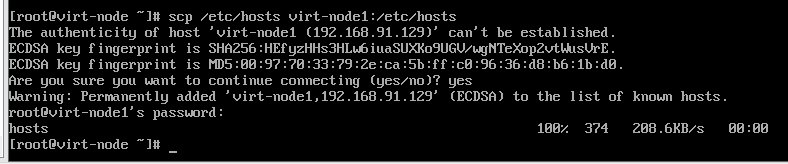 [root@virt-node ~]# scp /etc/hosts virt-node1:/etc/hosts
The authenticity of host 'virt-node1 (192.168.91.129)' can't be established.
ECDSA key fingerprint is SHA256:HEfyzHHs3HLw6iuaSUXKo9UGV/wgNTeXop2vtWusVrE.
ECDSA key fingerprint is MD5:00:97:70:33:79:2e:ca:5b:ff:c0:96:36:d8:b6:1b:d0.
Are you sure you want to continue connecting (yes/no)? yes
Warning: Permanently added 'virt-node1,192.168.91.129' (ECDSA) to the list of known hosts.
root@virt-node1's password:
hosts 100% 374 208.6KB/s 00:00
[root@virt-node ~]# _